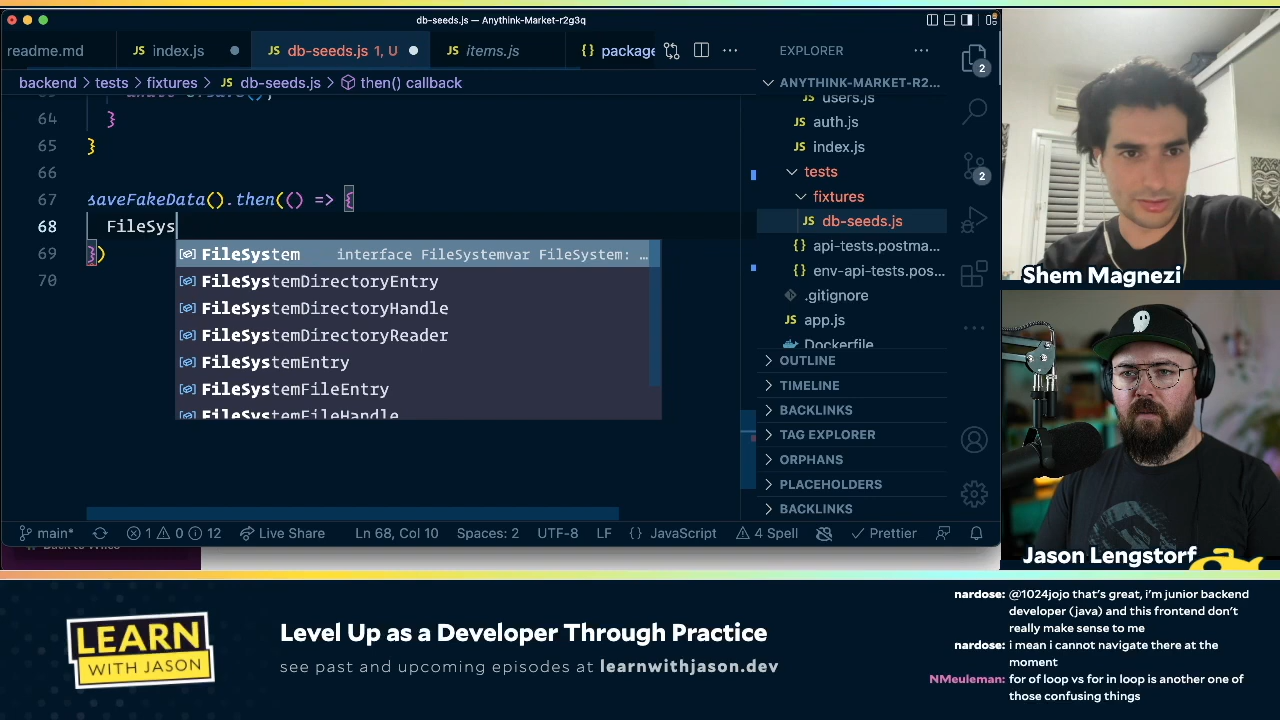 db-seeds.js — Anythink-Market-r2g3q
readme.md
JS index.js
JS db-seeds.js 1, U
JS items.js
{} package
backend > tests > fixtures > JS db-seeds.js > then() callback
64 }
65 }
66
67 saveFakeData().then(() => {
68 FileSys
69 })
70
FileSystem interface FileSystemvar FileSystem: …
FileSystemDirectoryEntry
FileSystemDirectoryHandle
FileSystemDirectoryReader
FileSystemEntry
FileSystemFileEntry
FileSystemFileHandle
EXPLORER
ANYTHINK-MARKET-R2...
users.js
JS auth.js
JS index.js
tests
fixtures
JS db-seeds.js
{} api-tests.postma...
{} env-api-tests.pos...
.gitignore
JS app.js
Dockerfile
OUTLINE
TIMELINE
BACKLINKS
TAG EXPLORER
ORPHANS
PLACEHOLDERS
BACKLINKS
2
2
main* 1 0 12 Live Share Ln 68, Col 10 Spaces: 2 UTF-8 LF {} JavaScript 4 Spell Prettier
Shem Magnezi
Jason Lengstorf
LEARN
WITH JASON
Level Up as a Developer Through Practice
see past and upcoming episodes at learnwithjason.dev
nardose: @1024jojo that's great, i'm junior backend
developer (java) and this frontend don't
really make sense to me
nardose: i mean i cannot navigate there at the
moment
NMeuleman: for of loop vs for in loop is another one of
those confusing things